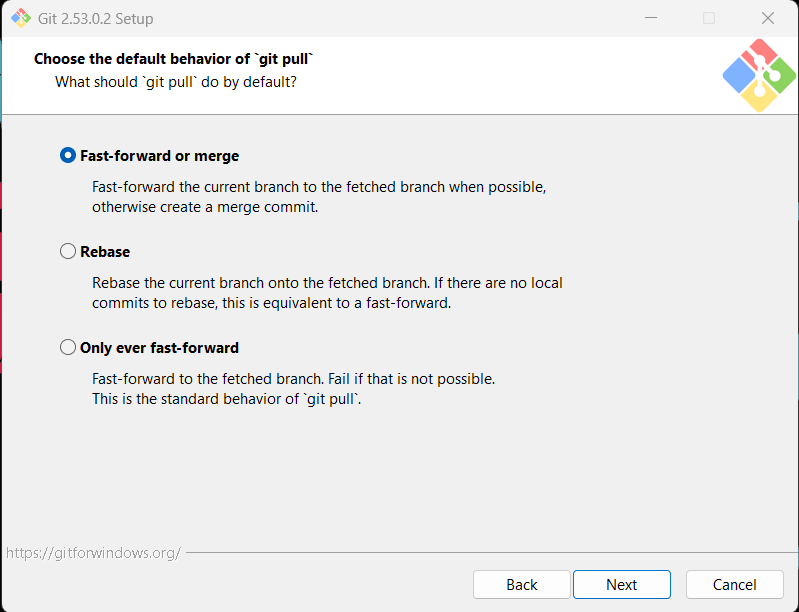 Git 2.53.0.2 Setup
Choose the default behavior of `git pull`
What should `git pull` do by default?
Fast-forward or merge
Fast-forward the current branch to the fetched branch when possible,
otherwise create a merge commit.
Rebase
Rebase the current branch onto the fetched branch. If there are no local
commits to rebase, this is equivalent to a fast-forward.
Only ever fast-forward
Fast-forward to the fetched branch. Fail if that is not possible.
This is the standard behavior of `git pull`.
https://gitforwindows.org/
Back
Next
Cancel